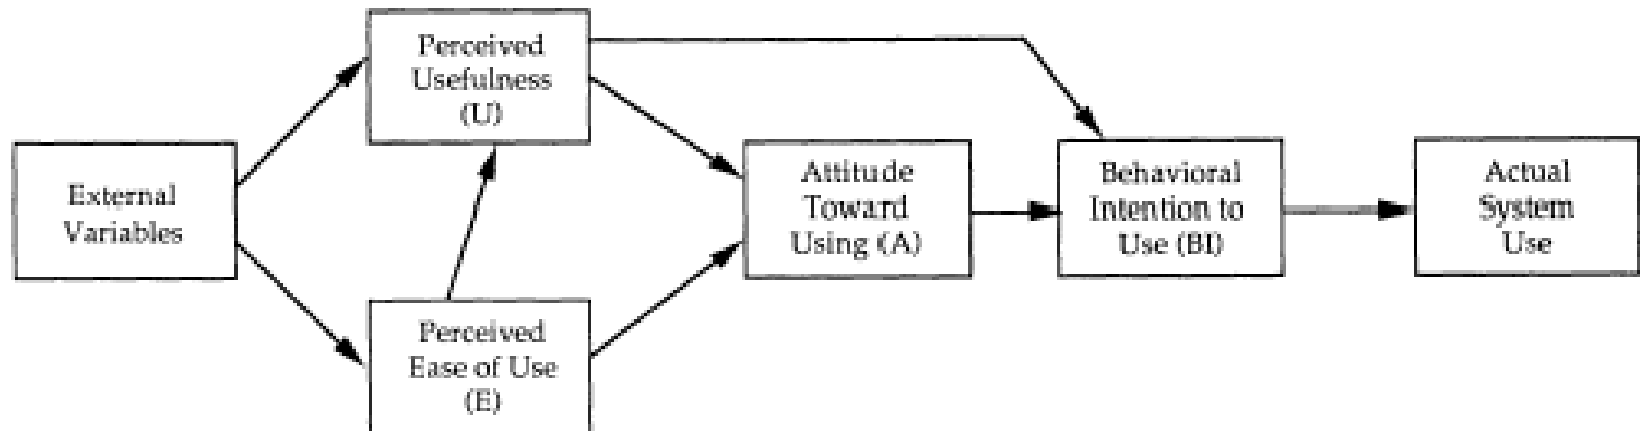 External
Variables
Perceived
Usefulness
(U)
Perceived
Ease of Use
(E)
Attitude
Toward
Using (A)
Behavioral
Intention to
Use (BI)
Actual
System
Use